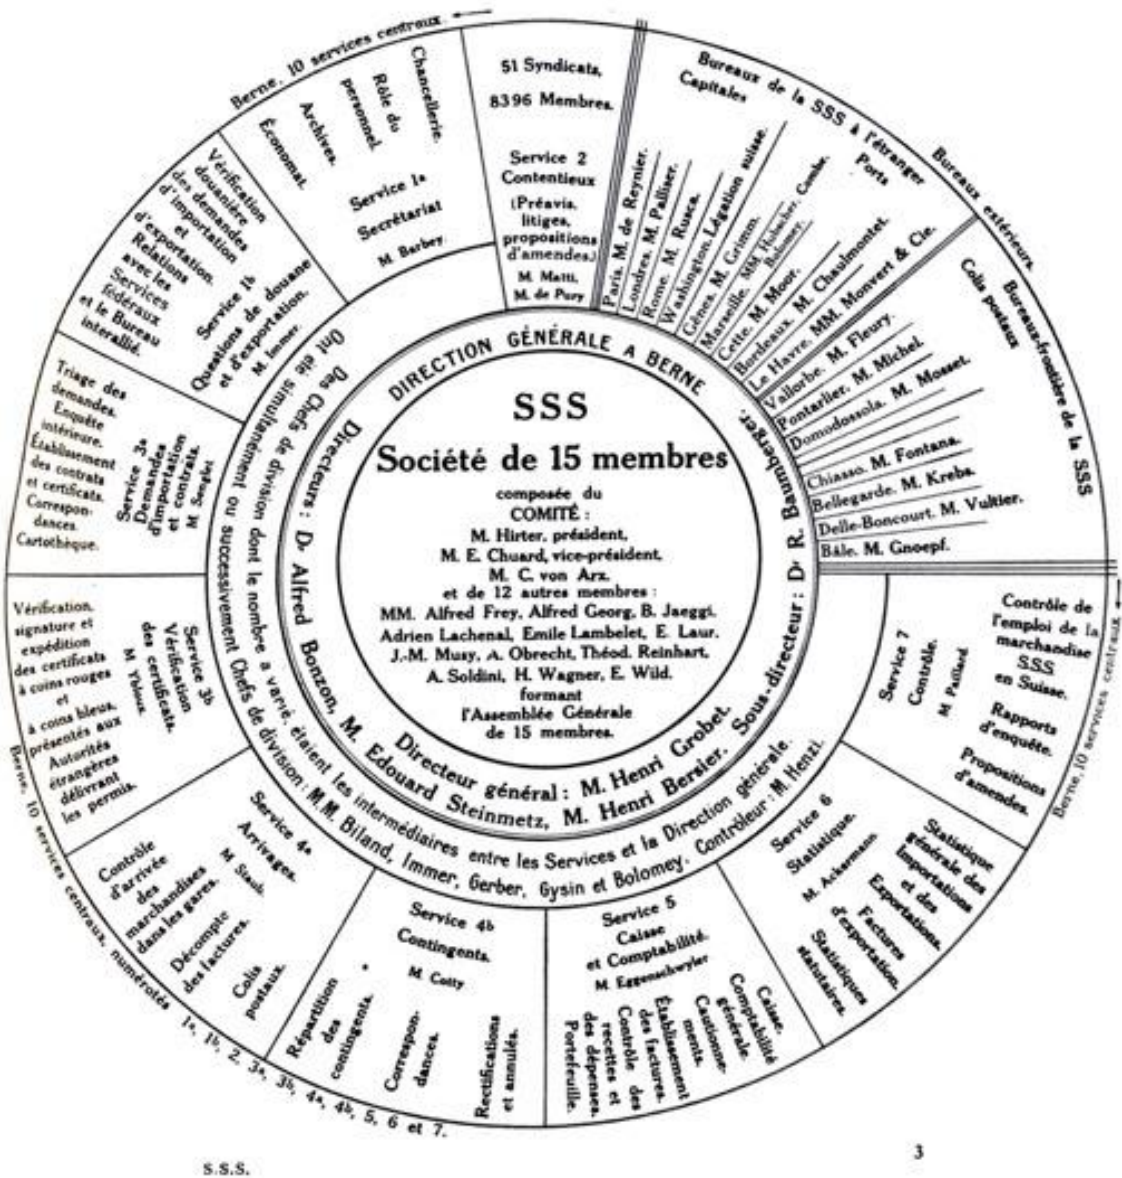 SSS
Société de 15 membres
composée du
COMITÉ :
M. Hirter, président,
M. E. Chuard, vice-président,
M. C. von Arx.
et de 12 autres membres :
MM. Alfred Frey, Alfred Georg, B. Jaeggi,
Adrien Lachenal, Emile Lambelet, E. Laur,
J.-M. Musy, A. Obrecht, Théod. Reinhart,
A. Soldini, H. Wagner, E. Wild.
formant
l'Assemblée Générale
de 15 membres.
DIRECTION GÉNÉRALE A BERNE
Directeur général : M. Henri Grobet.
Directeurs : Dr Alfred Bonzon, M. Edouard Steinmetz, M. Henri Bersier. Sous-directeur : Dr R. Baumberger.
Des Chefs de division dont le nombre a varié, étaient les intermédiaires entre les Services et la Direction générale.
Ont été simultanément ou successivement Chefs de division : M.M. Biland, Immer, Gerber, Gysin et Bolomey. Contrôleur : M. Henzi.
Berne, 10 services centraux
Chancellerie.
Rôle du
personnel.
Archives.
Économat.
Service 1a
Secrétariat
M. Barbey
51 Syndicats,
8396 Membres.
Service 2
Contentieux
(Préavis,
litiges,
propositions
d'amendes.)
M. Matti,
M. de Pury
Bureaux extérieurs.
Bureaux de la SSS à l'étranger
Capitales
Paris. M. de Reynier.
Londres. M. Palliser.
Rome. M. Rusca.
Washington. Légation suisse.
Ports
Gênes. M. Grimm.
Marseille. MM. Hubacher, Combe,
Bolomey.
Cette. M. Moor.
Bordeaux. M. Chaulmontet.
Le Havre. MM. Monvert & Cie.
Bureaux-frontière de la SSS
Colis postaux
Vallorbe. M. Fleury.
Pontarlier. M. Michel.
Domodossola. M. Mosset.
Chiasso. M. Fontana.
Bellegarde. M. Krebs.
Delle-Boncourt. M. Vultier.
Bâle. M. Gnoepf.
Berne, 10 services centraux
Service 7
Contrôle.
M Paillard
Contrôle de
l'emploi de la
marchandise
SSS
en Suisse.
Rapports
d'enquête.
Propositions
d'amendes.
Service 6
Statistique.
M. Ackermann
Statistique
générale des
Importations
et des
Exportations.
Factures
d'exportation.
Statistiques
statutaires.
Service 5
Caisse
et Comptabilité.
M. Eggenschwyler
Caisse.
Comptabilité
générale.
Cautionne-
ments.
Établissement
des factures.
Contrôle des
recettes et
des dépenses.
Portefeuille.
Service 4b
Contingents.
M Cotty
Répartition
des
contingents.
Correspon-
dances.
Rectifications
et annulés.
Service 4a
Arrivages.
M Staub
Contrôle
d'arrivée
des
marchandises
dans les gares.
Décompte
des factures.
Colis
postaux.
Service 3b
Vérification
des certificats.
M Ybloux
Vérification,
signature et
expédition
des certificats
à coins rouges
et
à coins bleus,
présentés aux
Autorités
étrangères
délivrant
les permis.
Service 3a
Demandes
d'importation
et contrats.
M Senglet
Triage des
demandes.
Enquête
intérieure.
Établissement
des contrats
et certificats.
Correspon-
dances.
Cartothèque.
Service 1b
Questions de douane
et d'exportation.
M. Immer.
Vérification
douanière
des demandes
d'importation
et
d'exportation.
Relations
avec les
Services
fédéraux
et le Bureau
interallié.
Berne, 10 services centraux, numérotés 1a, 1b, 2, 3a, 3b, 4a, 4b, 5, 6 et 7.
S.S.S.
3